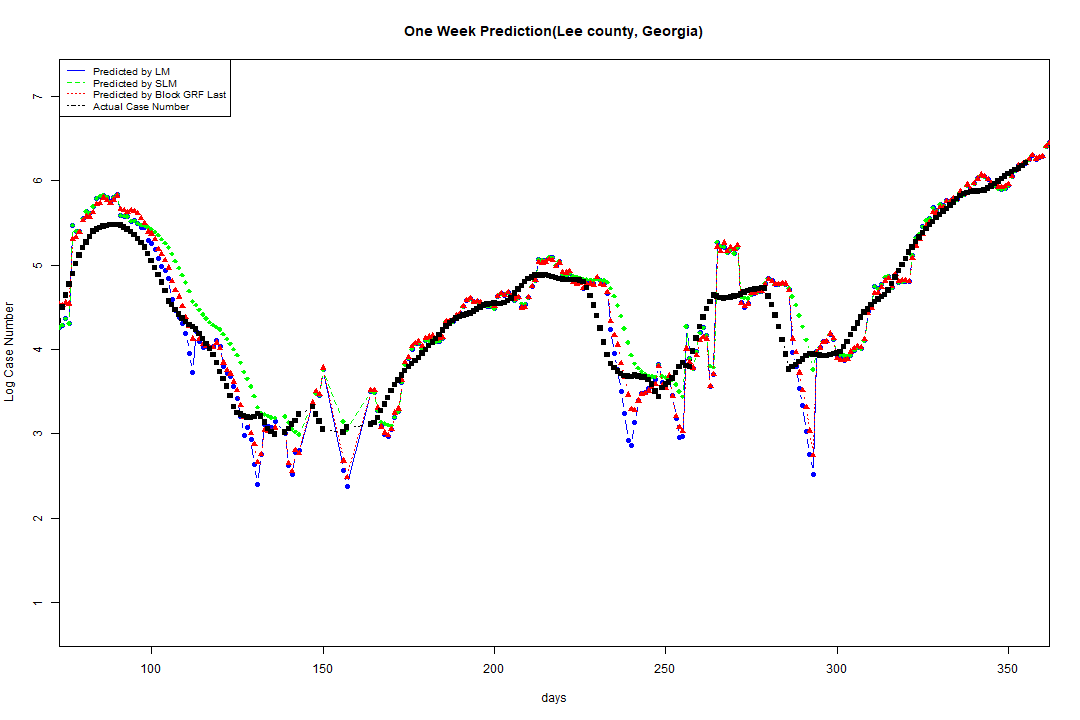 One Week Prediction(Lee county, Georgia)
Predicted by LM
Predicted by SLM
Predicted by Block GRF Last
Actual Case Number
7
6
5
4
3
2
1
Log Case Number
100 150 200 250 300 350
days